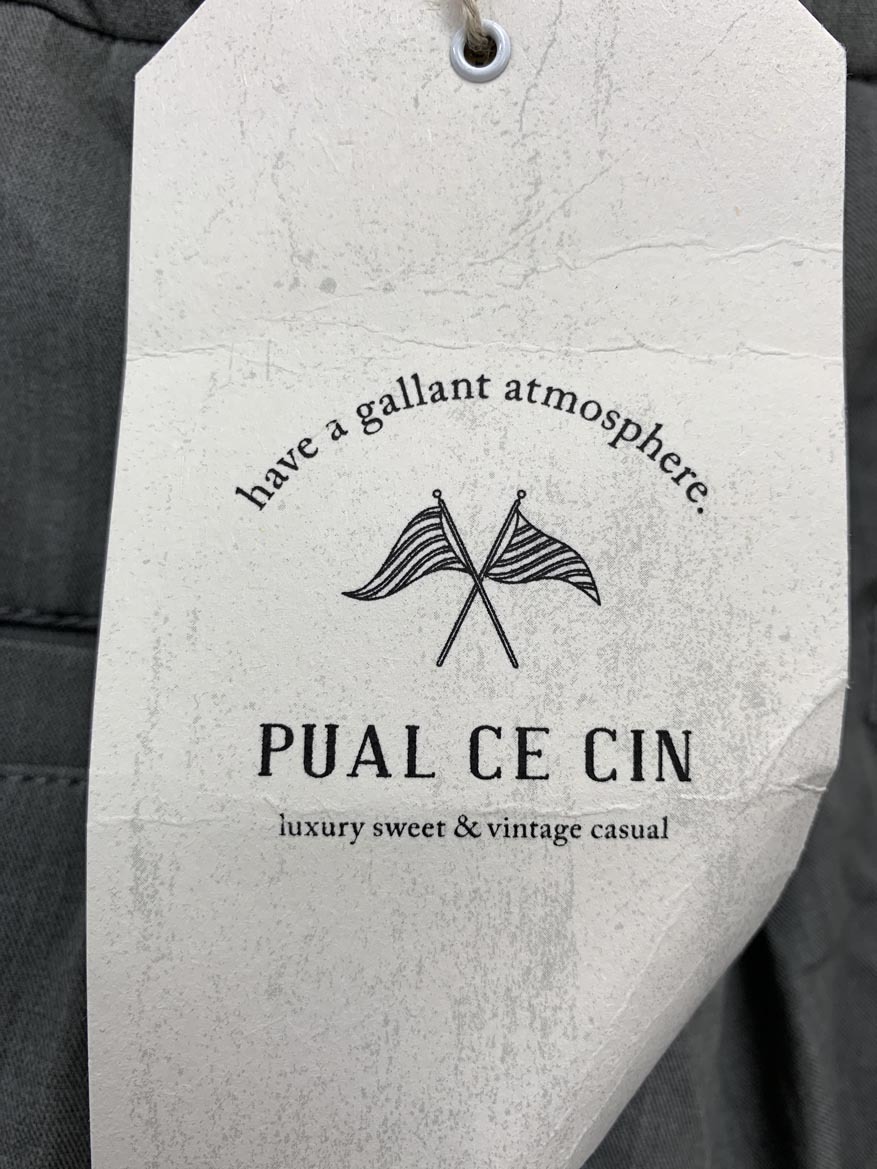 have a gallant atmosphere.
PUAL CE CIN
luxury sweet & vintage casual